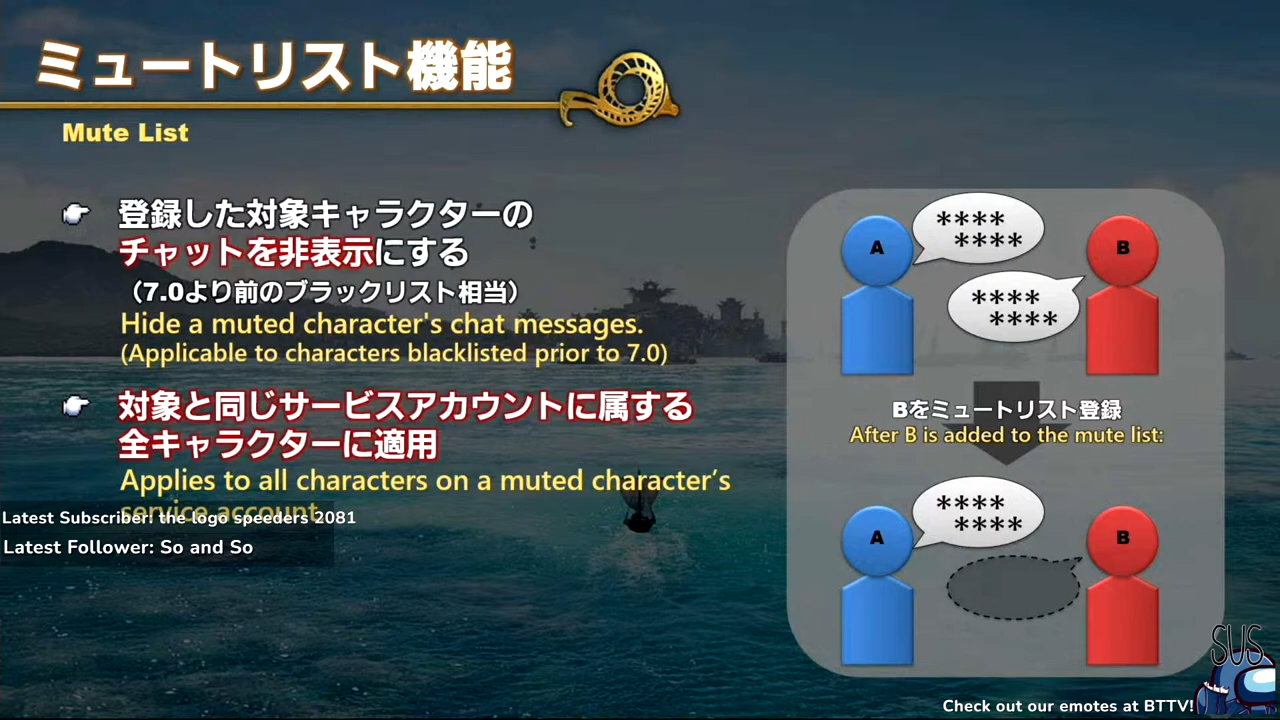 ミュートリスト機能
Mute List
登録した対象キャラクターの
チャットを非表示にする
（7.0より前のブラックリスト相当）
Hide a muted character's chat messages.
(Applicable to characters blacklisted prior to 7.0)
対象と同じサービスアカウントに属する
全キャラクターに適用
Applies to all characters on a muted character’s
service account.
Latest Subscriber: the logo speeders 2081
Latest Follower: So and So
A
****
****
B
****
****
Bをミュートリスト登録
After B is added to the mute list:
A
****
****
B
SUS
Check out our emotes at BTTV!